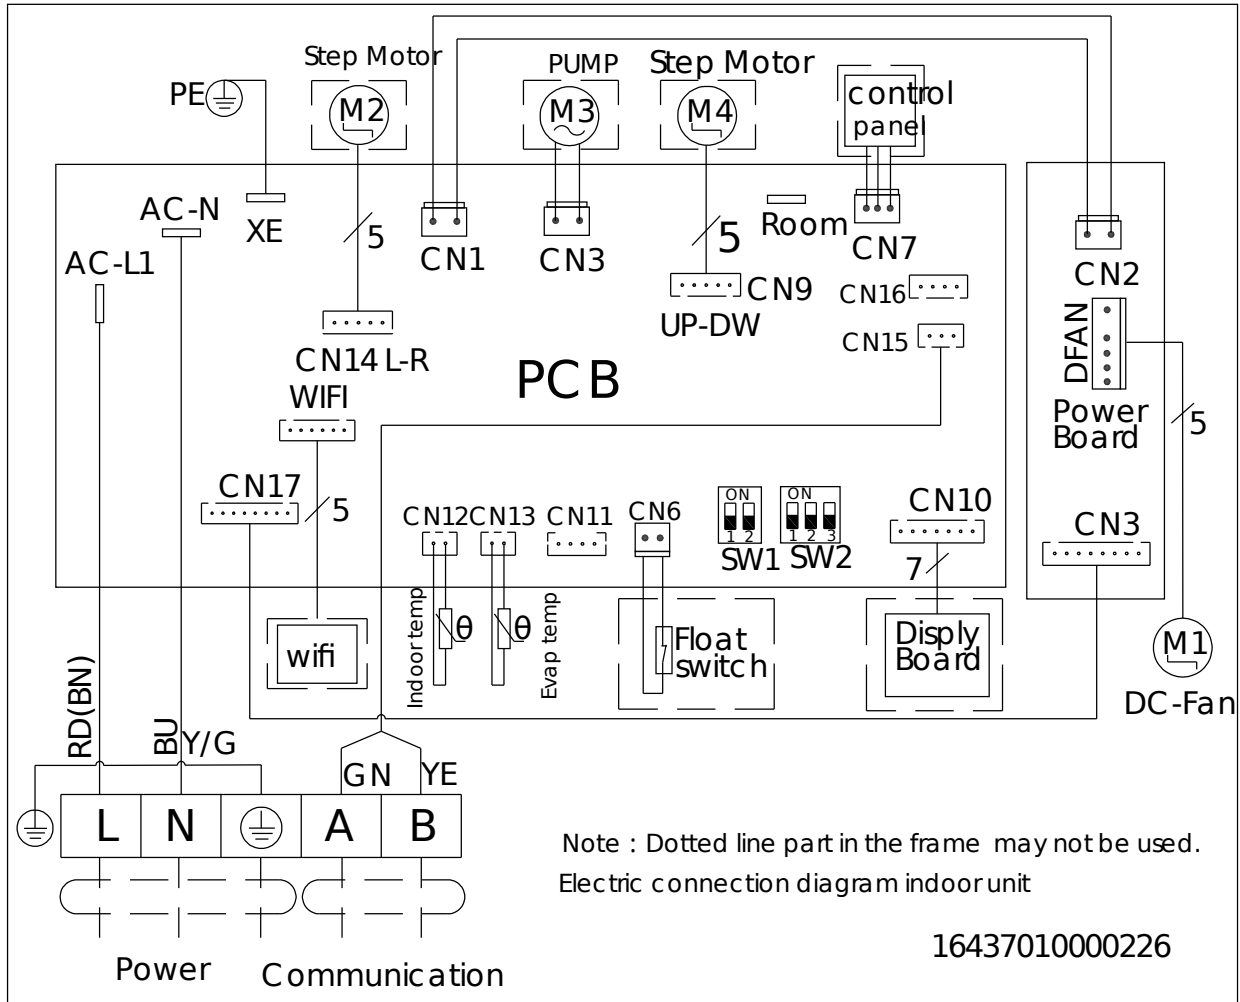 Step Motor
PUMP
Step Motor
PE
M2
M3
M4
control
panel
AC-N
XE
5
CN1
CN3
5
Room
CN7
CN2
AC-L1
CN9
CN16
UP-DW
CN15
DFAN
CN14 L-R
WIFI
PCB
Power
Board
5
CN17
5
CN12
CN13
CN11
CN6
ON
1 2
SW1
ON
1 2 3
SW2
CN10
7
CN3
Indoor temp
θ
Evap temp
θ
wifi
Float
switch
Disply
Board
M1
DC-Fan
RD(BN)
BU
Y/G
GN
YE
L
N
A
B
Note : Dotted line part in the frame may not be used.
Electric connection diagram indoor unit
16437010000226
Power
Communication